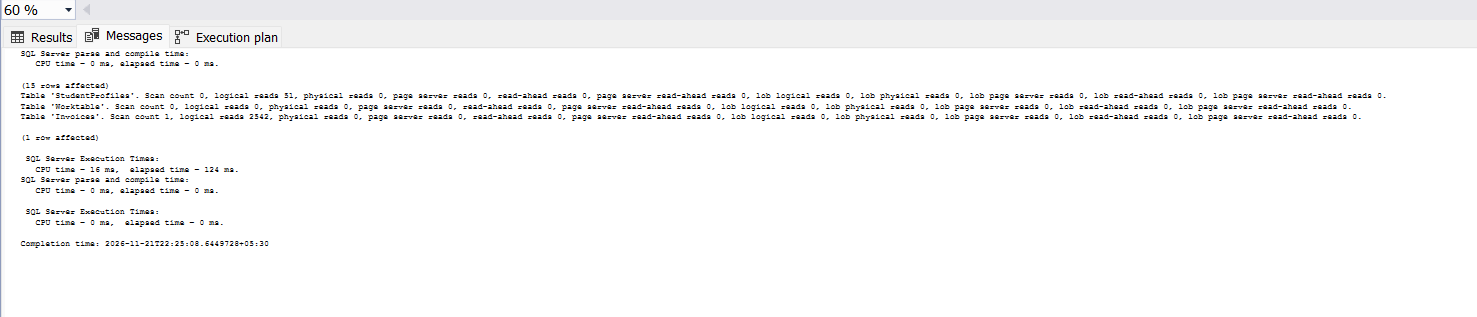 60 %
Results Messages Execution plan
SQL Server parse and compile time:
CPU time = 0 ms, elapsed time = 0 ms.
(15 rows affected)
Table 'StudentProfiles'. Scan count 0, logical reads 51, physical reads 0, page server reads 0, read-ahead reads 0, page server read-ahead reads 0, lob logical reads 0, lob physical reads 0, lob page server reads 0, lob read-ahead reads 0, lob page server read-ahead reads 0.
Table 'Worktable'. Scan count 0, logical reads 0, physical reads 0, page server reads 0, read-ahead reads 0, page server read-ahead reads 0, lob logical reads 0, lob physical reads 0, lob page server reads 0, lob read-ahead reads 0, lob page server read-ahead reads 0.
Table 'Invoices'. Scan count 1, logical reads 2542, physical reads 0, page server reads 0, read-ahead reads 0, page server read-ahead reads 0, lob logical reads 0, lob physical reads 0, lob page server reads 0, lob read-ahead reads 0, lob page server read-ahead reads 0.
(1 row affected)
SQL Server Execution Times:
CPU time = 16 ms, elapsed time = 124 ms.
SQL Server parse and compile time:
CPU time = 0 ms, elapsed time = 0 ms.
SQL Server Execution Times:
CPU time = 0 ms, elapsed time = 0 ms.
Completion time: 2026-11-21T22:25:08.6449728+05:30